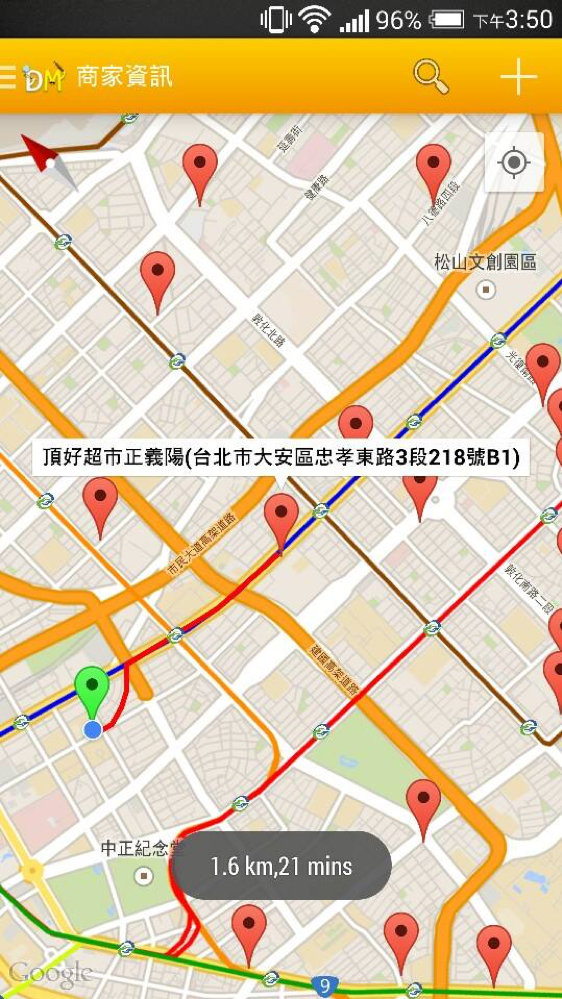 96% 下午3:50
DM 商家資訊
健康路
八德路四段
松山文創園區
敦化北路
光復南路
頂好超市正義陽(台北市大安區忠孝東路3段218號B1)
市民大道高架道路
敦化南路二段
建國高架道路
中正紀念堂
1.6 km,21 mins
Google
9